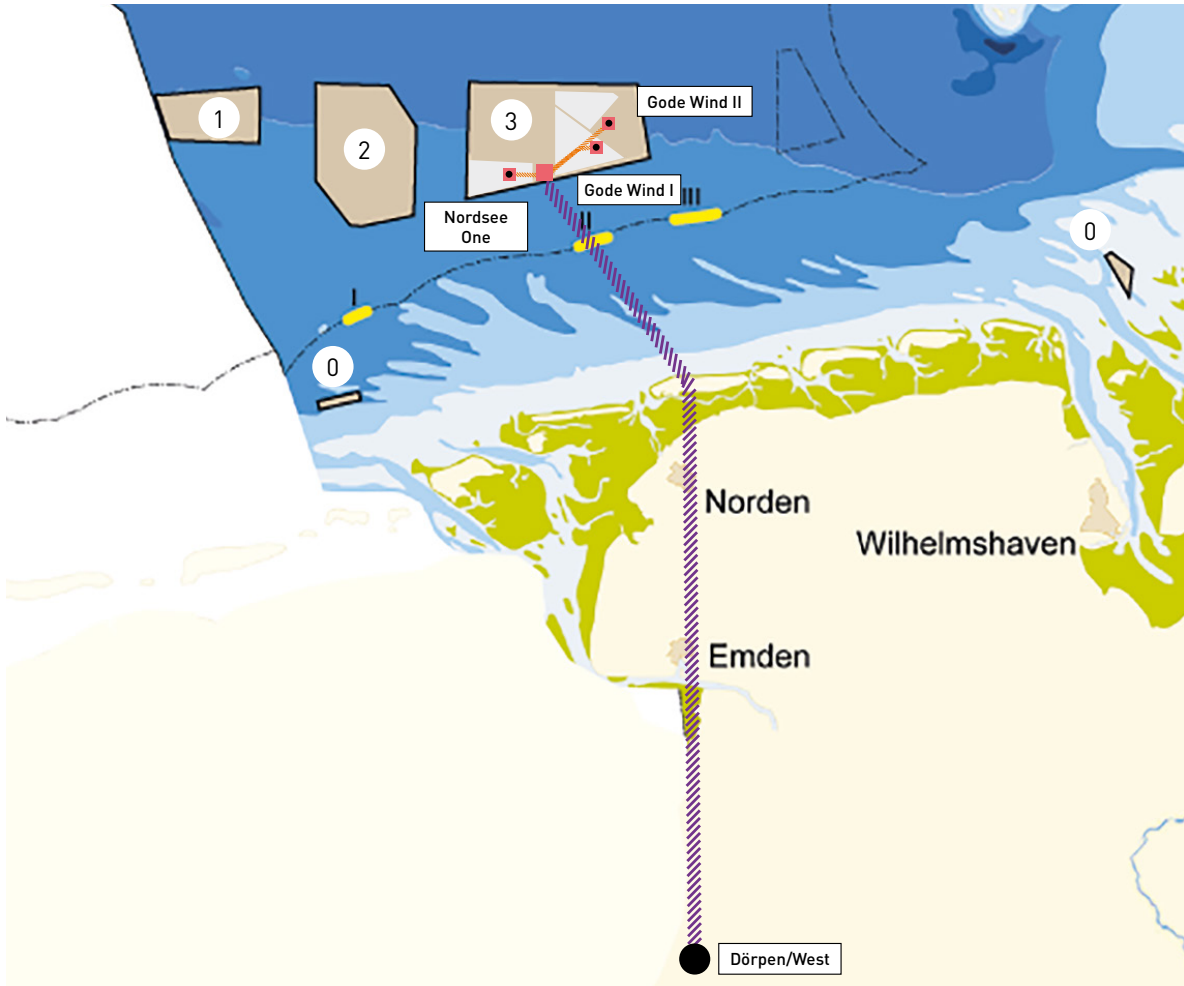 1
2
3
Gode Wind II
Gode Wind I
III
Nordsee
One
II
0
I
0
Norden
Wilhelmshaven
Emden
Dörpen/West